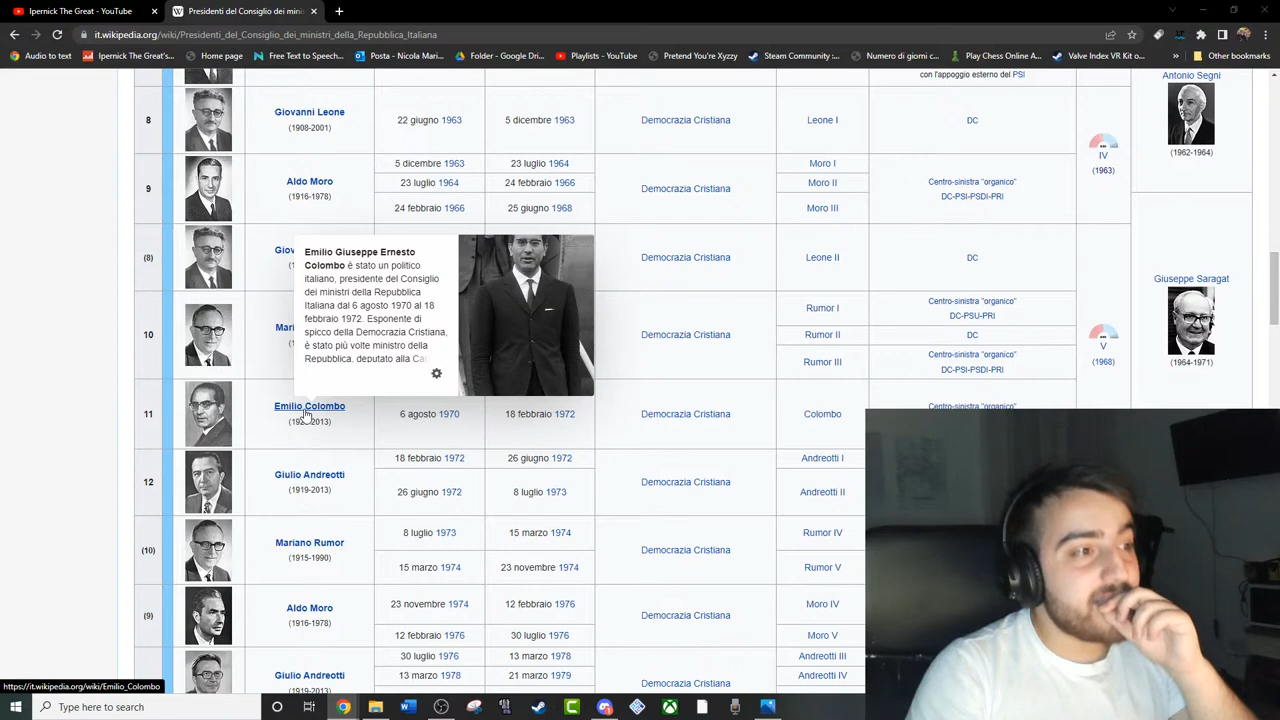 Ipernick The Great - YouTube
Presidenti del Consiglio dei minis
it.wikipedia.org/wiki/Presidenti_del_Consiglio_dei_ministri_della_Repubblica_Italiana
Audio to text
Ipernick The Great's...
Home page
Free Text to Speech...
Posta - Nicola Mari...
Folder - Google Dri...
Playlists - YouTube
Pretend You're Xyzzy
Steam Community :...
Numero di giorni c...
Play Chess Online A...
Valve Index VR Kit o...
Other bookmarks
con l'appoggio esterno del PSI
Antonio Segni
(1962-1964)
8
Giovanni Leone
(1908-2001)
22 giugno 1963
5 dicembre 1963
Democrazia Cristiana
Leone I
DC
IV
(1963)
9
Aldo Moro
(1916-1978)
5 dicembre 1963
23 luglio 1964
Democrazia Cristiana
Moro I
23 luglio 1964
24 febbraio 1966
Moro II
24 febbraio 1966
25 giugno 1968
Moro III
Centro-sinistra "organico"
DC-PSI-PSDI-PRI
(8)
Giov
Emilio Giuseppe Ernesto
Colombo è stato un politico
italiano, presidente del Consiglio
dei ministri della Repubblica
Italiana dal 6 agosto 1970 al 18
febbraio 1972. Esponente di
spicco della Democrazia Cristiana,
è stato più volte ministro della
Repubblica, deputato alla Ca
Democrazia Cristiana
Leone II
DC
Giuseppe Saragat
(1964-1971)
10
Mari
Democrazia Cristiana
Rumor I
Centro-sinistra "organico"
DC-PSU-PRI
Rumor II
DC
Rumor III
Centro-sinistra "organico"
DC-PSI-PSDI-PRI
V
(1968)
11
Emilio Colombo
2013)
6 agosto 1970
18 febbraio 1972
Democrazia Cristiana
Colombo
Centro-sinistra "organico"
12
Giulio Andreotti
(1919-2013)
18 febbraio 1972
26 giugno 1972
Democrazia Cristiana
Andreotti I
26 giugno 1972
8 luglio 1973
Andreotti II
(10)
Mariano Rumor
(1915-1990)
8 luglio 1973
15 marzo 1974
Democrazia Cristiana
Rumor IV
15 marzo 1974
23 novembre 1974
Rumor V
(9)
Aldo Moro
(1916-1978)
23 novembre 1974
12 febbraio 1976
Democrazia Cristiana
Moro IV
12 febbraio 1976
30 luglio 1976
Moro V
Giulio Andreotti
(1919-2013)
30 luglio 1976
13 marzo 1978
Democrazia Cristiana
Andreotti III
13 marzo 1978
21 marzo 1979
Andreotti IV
https://it.wikipedia.org/wiki/Emilio_Colombo
Type here to search